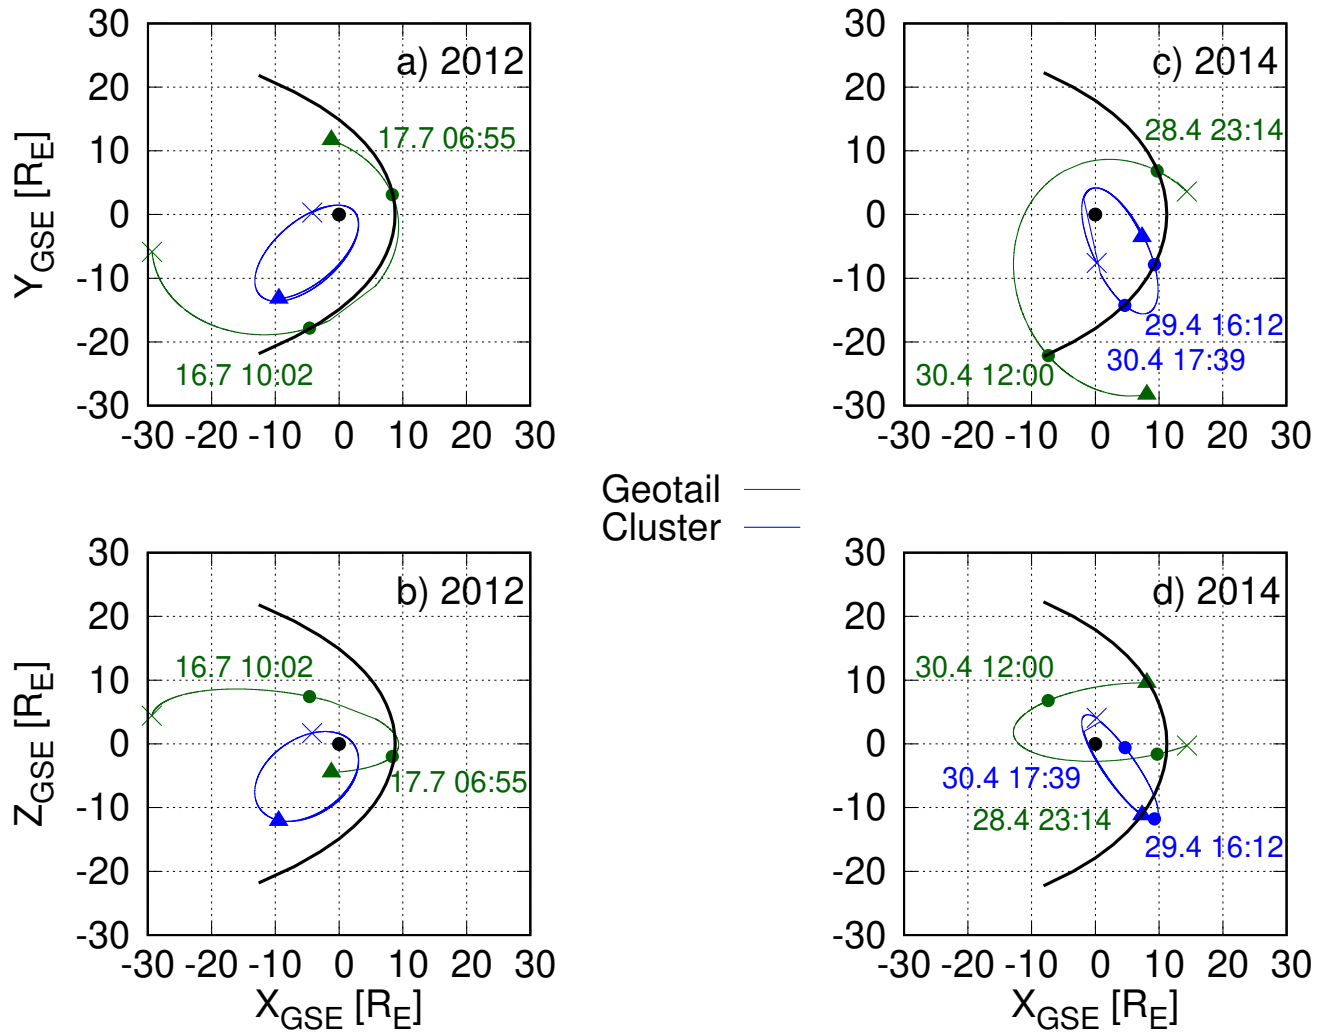 30
20
10
0
-10
-20
-30
Y_GSE [R_E]
a) 2012
17.7 06:55
16.7 10:02
-30 -20 -10 0 10 20 30
30
20
10
0
-10
-20
-30
c) 2014
28.4 23:14
29.4 16:12
30.4 17:39
30.4 12:00
-30 -20 -10 0 10 20 30
Geotail
Cluster
30
20
10
0
-10
-20
-30
Z_GSE [R_E]
b) 2012
16.7 10:02
17.7 06:55
-30 -20 -10 0 10 20 30
X_GSE [R_E]
30
20
10
0
-10
-20
-30
d) 2014
30.4 12:00
30.4 17:39
28.4 23:14
29.4 16:12
-30 -20 -10 0 10 20 30
X_GSE [R_E]